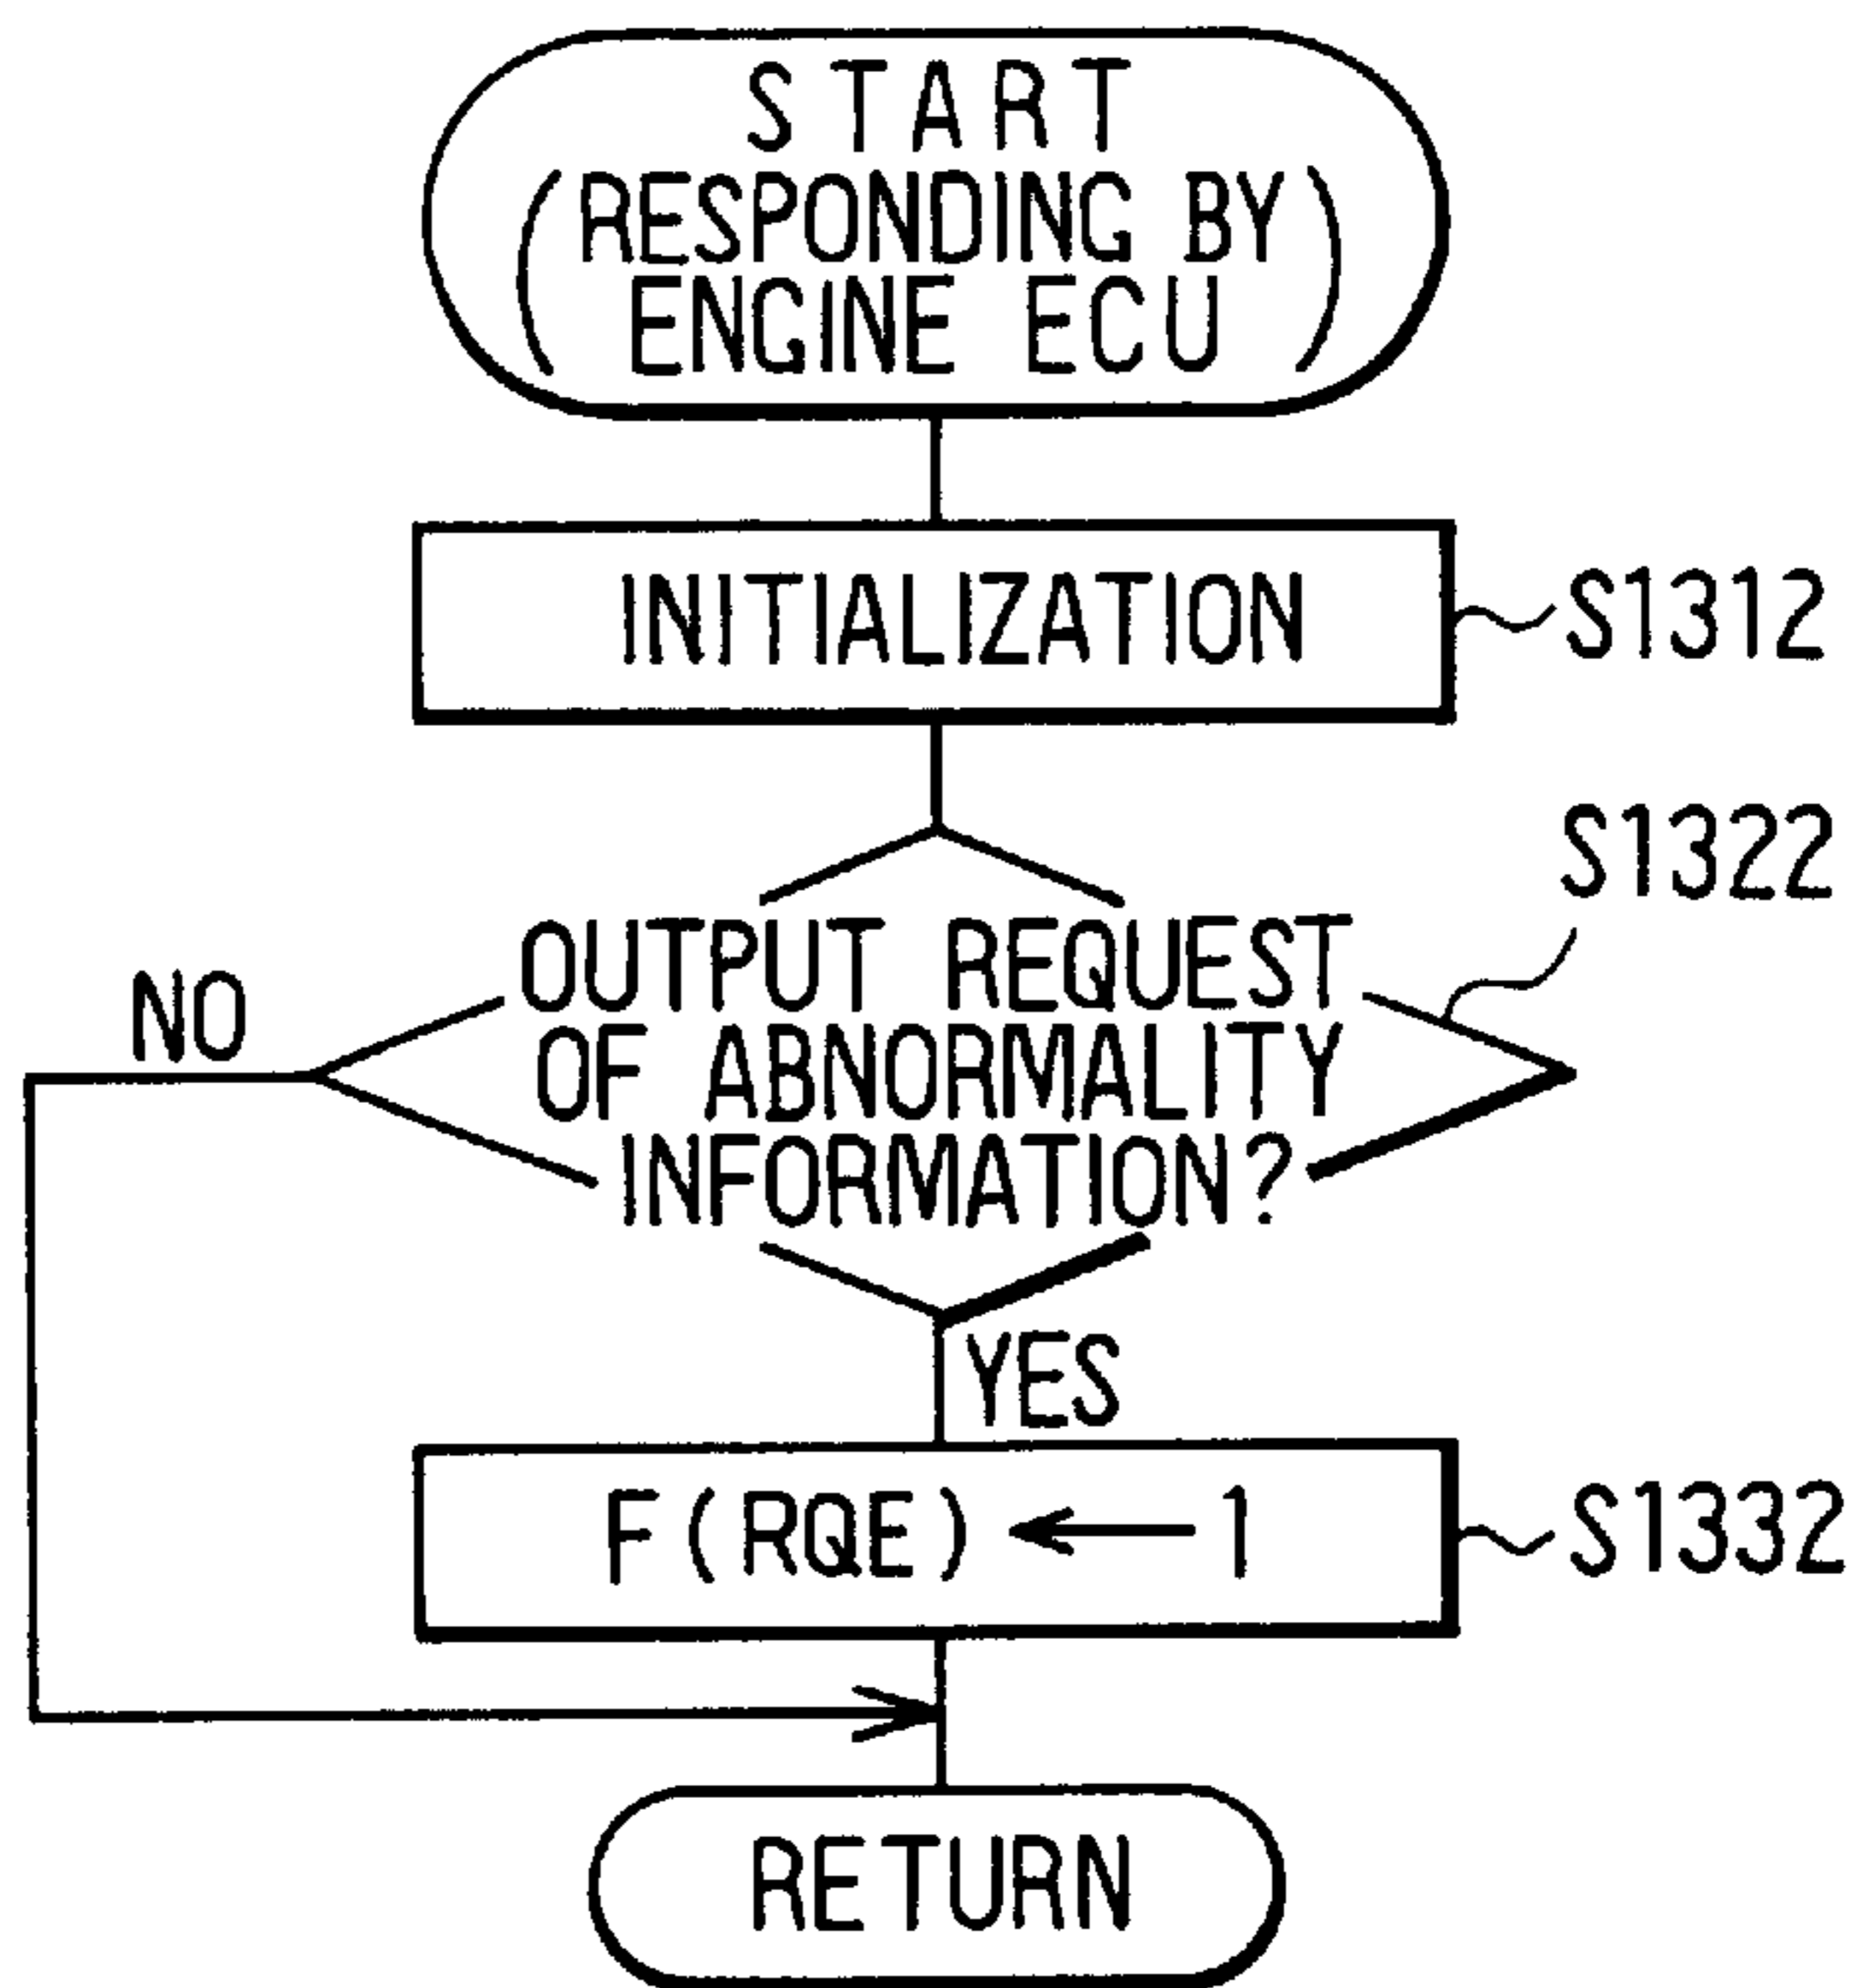 START
(RESPONDING BY
ENGINE ECU)
INITIALIZATION
S1312
S1322
OUTPUT REQUEST
OF ABNORMALITY
INFORMATION?
NO
YES
F(RQE) ← 1
S1332
RETURN